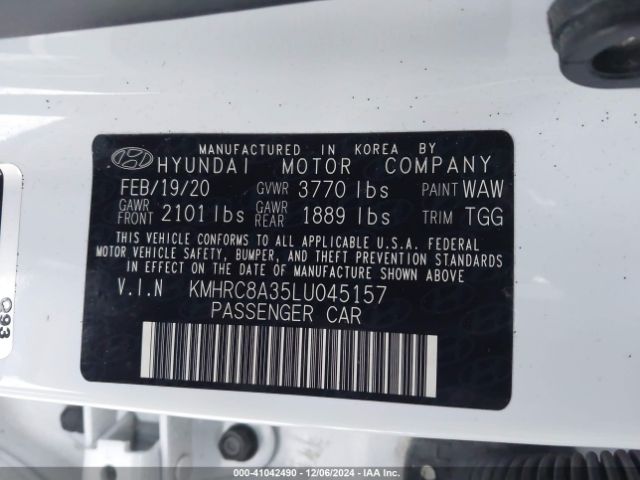 MANUFACTURED IN KOREA BY
HYUNDAI MOTOR COMPANY
FEB/19/20 GVWR 3770 lbs PAINT WAW
GAWR FRONT 2101 lbs GAWR REAR 1889 lbs TRIM TGG
THIS VEHICLE CONFORMS TO ALL APPLICABLE U.S.A. FEDERAL
MOTOR VEHICLE SAFETY, BUMPER, AND THEFT PREVENTION STANDARDS
IN EFFECT ON THE DATE OF MANUFACTURE SHOWN ABOVE
V.I.N KMHRC8A35LU045157
PASSENGER CAR
C93
000-41042490 - 12/06/2024 - IAA Inc.